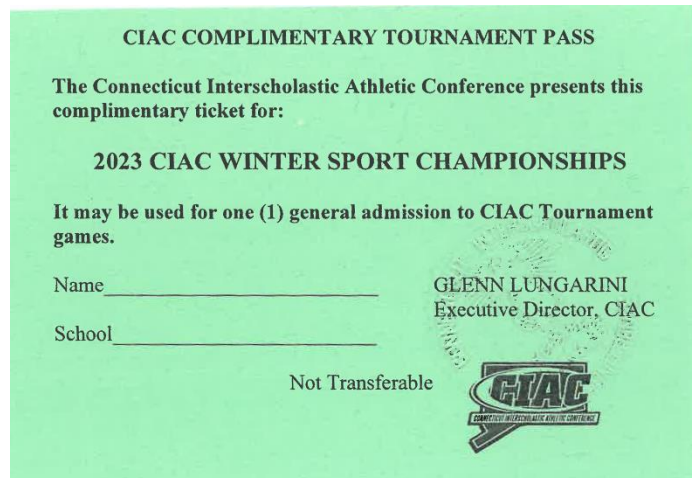 CIAC COMPLIMENTARY TOURNAMENT PASS
The Connecticut Interscholastic Athletic Conference presents this
complimentary ticket for:
2023 CIAC WINTER SPORT CHAMPIONSHIPS
It may be used for one (1) general admission to CIAC Tournament
games.
Name
GLENN LUNGARINI
Executive Director, CIAC
School
Not Transferable
CIAC
CONNECTICUT INTERSCHOLASTIC ATHLETIC CONFERENCE